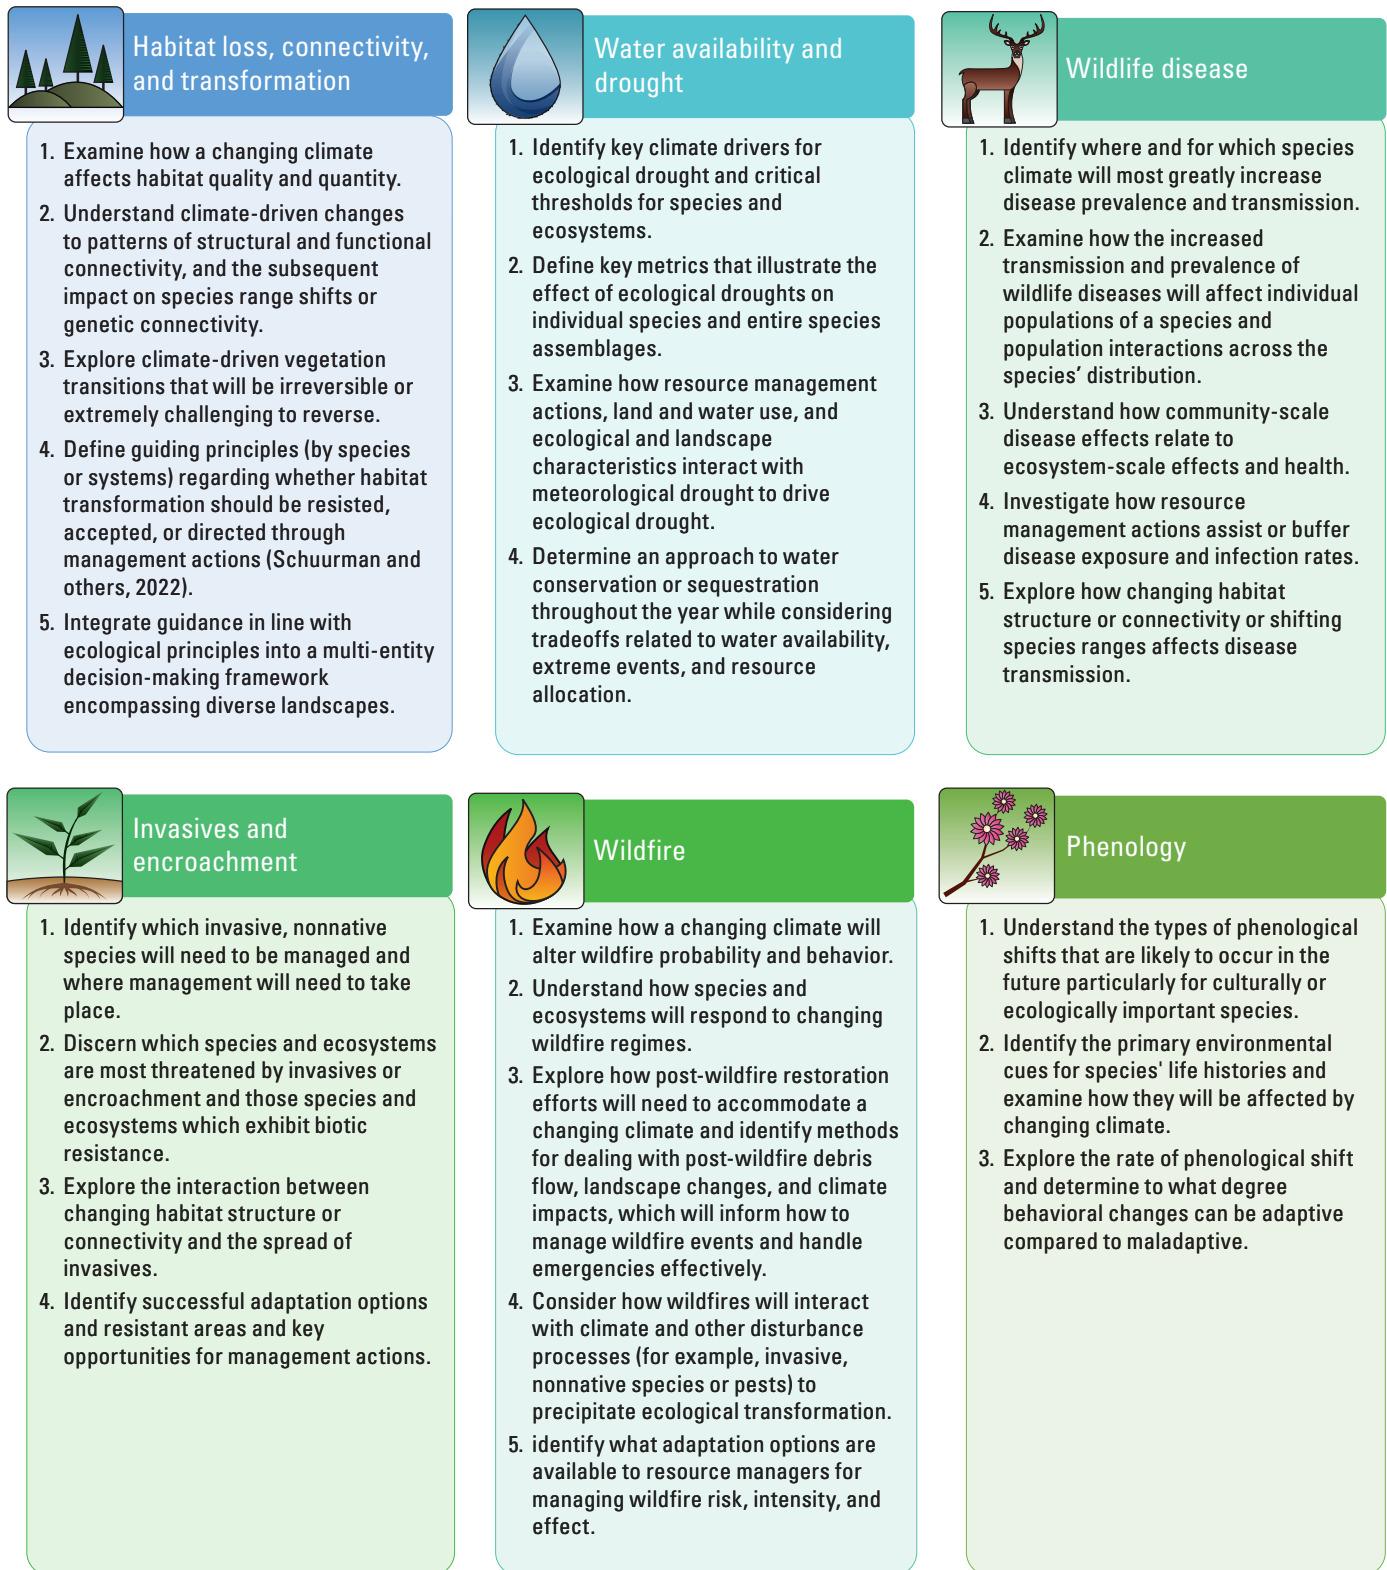 Habitat loss, connectivity,
and transformation
1. Examine how a changing climate
affects habitat quality and quantity.
2. Understand climate-driven changes
to patterns of structural and functional
connectivity, and the subsequent
impact on species range shifts or
genetic connectivity.
3. Explore climate-driven vegetation
transitions that will be irreversible or
extremely challenging to reverse.
4. Define guiding principles (by species
or systems) regarding whether habitat
transformation should be resisted,
accepted, or directed through
management actions (Schuurman and
others, 2022).
5. Integrate guidance in line with
ecological principles into a multi-entity
decision-making framework
encompassing diverse landscapes.
Water availability and
drought
1. Identify key climate drivers for
ecological drought and critical
thresholds for species and
ecosystems.
2. Define key metrics that illustrate the
effect of ecological droughts on
individual species and entire species
assemblages.
3. Examine how resource management
actions, land and water use, and
ecological and landscape
characteristics interact with
meteorological drought to drive
ecological drought.
4. Determine an approach to water
conservation or sequestration
throughout the year while considering
tradeoffs related to water availability,
extreme events, and resource
allocation.
Wildlife disease
1. Identify where and for which species
climate will most greatly increase
disease prevalence and transmission.
2. Examine how the increased
transmission and prevalence of
wildlife diseases will affect individual
populations of a species and
population interactions across the
species’ distribution.
3. Understand how community-scale
disease effects relate to
ecosystem-scale effects and health.
4. Investigate how resource
management actions assist or buffer
disease exposure and infection rates.
5. Explore how changing habitat
structure or connectivity or shifting
species ranges affects disease
transmission.
Invasives and
encroachment
1. Identify which invasive, nonnative
species will need to be managed and
where management will need to take
place.
2. Discern which species and ecosystems
are most threatened by invasives or
encroachment and those species and
ecosystems which exhibit biotic
resistance.
3. Explore the interaction between
changing habitat structure or
connectivity and the spread of
invasives.
4. Identify successful adaptation options
and resistant areas and key
opportunities for management actions.
Wildfire
1. Examine how a changing climate will
alter wildfire probability and behavior.
2. Understand how species and
ecosystems will respond to changing
wildfire regimes.
3. Explore how post-wildfire restoration
efforts will need to accommodate a
changing climate and identify methods
for dealing with post-wildfire debris
flow, landscape changes, and climate
impacts, which will inform how to
manage wildfire events and handle
emergencies effectively.
4. Consider how wildfires will interact
with climate and other disturbance
processes (for example, invasive,
nonnative species or pests) to
precipitate ecological transformation.
5. identify what adaptation options are
available to resource managers for
managing wildfire risk, intensity, and
effect.
Phenology
1. Understand the types of phenological
shifts that are likely to occur in the
future particularly for culturally or
ecologically important species.
2. Identify the primary environmental
cues for species' life histories and
examine how they will be affected by
changing climate.
3. Explore the rate of phenological shift
and determine to what degree
behavioral changes can be adaptive
compared to maladaptive.